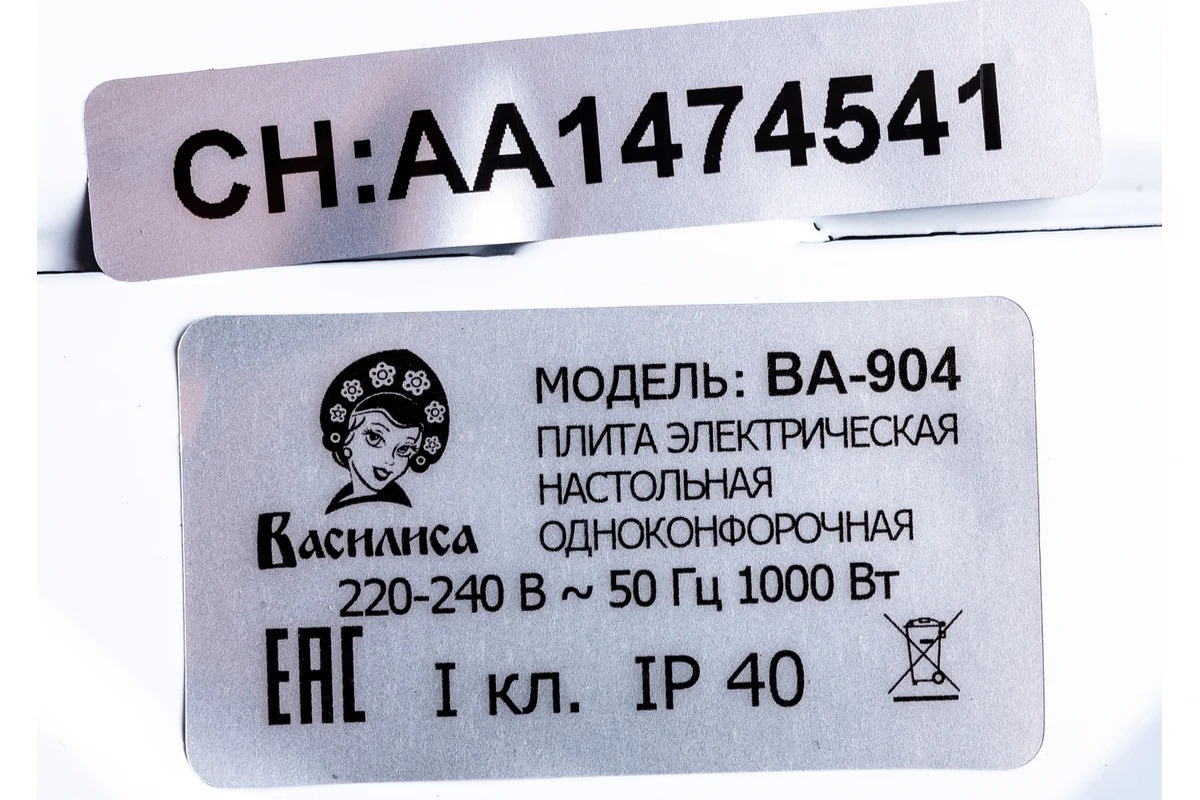 СН:АА1474541
МОДЕЛЬ: ВА-904
ПЛИТА ЭЛЕКТРИЧЕСКАЯ
НАСТОЛЬНАЯ
ОДНОКОНФОРОЧНАЯ
Василиса
220-240 В ~ 50 Гц 1000 Вт
ЕАС I кл. IP 40